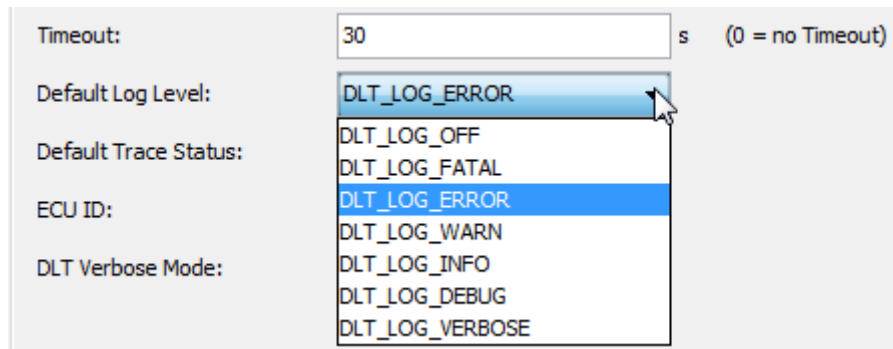 Timeout: 30 s (0 = no Timeout)
Default Log Level: DLT_LOG_ERROR
DLT_LOG_OFF
Default Trace Status:
DLT_LOG_FATAL
ECU ID: DLT_LOG_ERROR
DLT_LOG_WARN
DLT Verbose Mode: DLT_LOG_INFO
DLT_LOG_DEBUG
DLT_LOG_VERBOSE